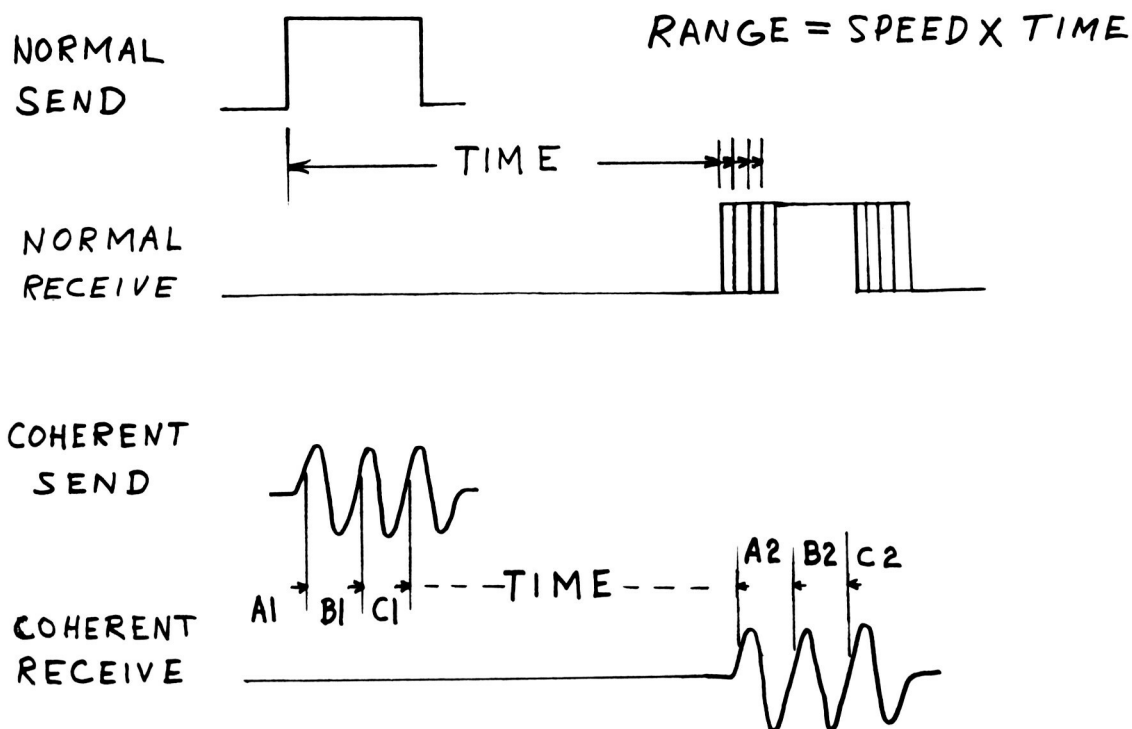 NORMAL
SEND
RANGE = SPEED X TIME
TIME
NORMAL
RECEIVE
COHERENT
SEND
A1 B1 C1
TIME
A2 B2 C2
COHERENT
RECEIVE